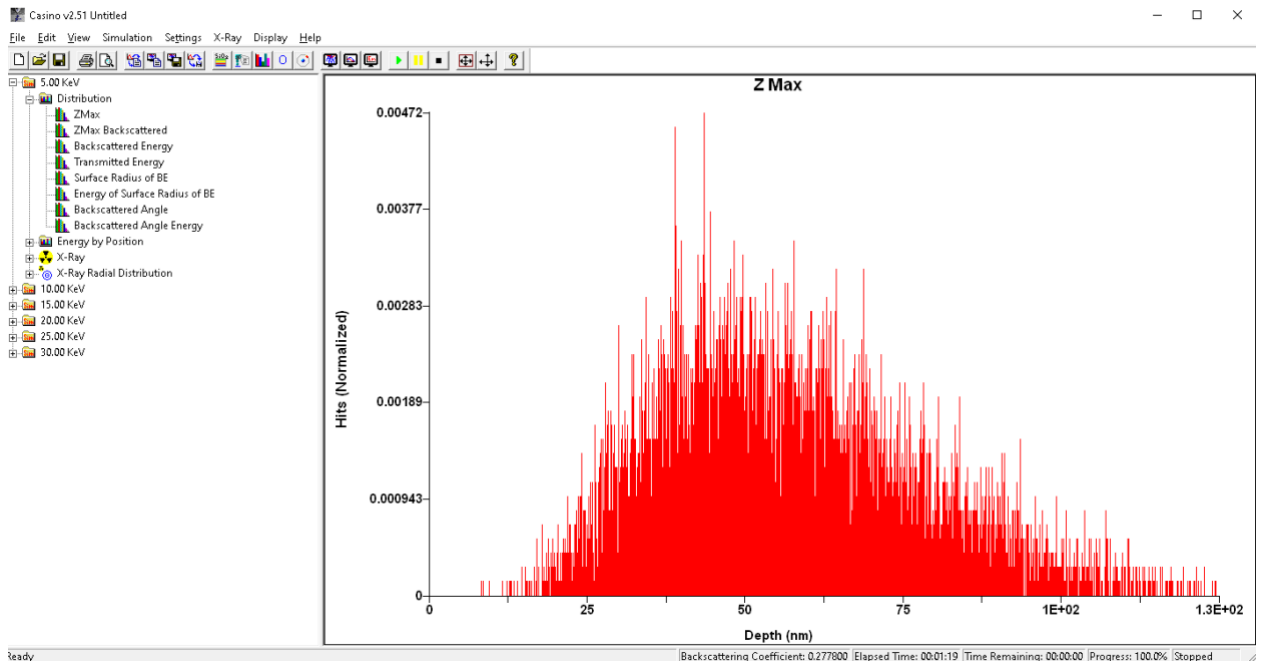 Casino v2.51 Untitled
File Edit View Simulation Settings X-Ray Display Help
5.00 KeV
Distribution
ZMax
ZMax Backscattered
Backscattered Energy
Transmitted Energy
Surface Radius of BE
Energy of Surface Radius of BE
Backscattered Angle
Backscattered Angle Energy
Energy by Position
X-Ray
X-Ray Radial Distribution
10.00 KeV
15.00 KeV
20.00 KeV
25.00 KeV
30.00 KeV
Z Max
0.00472
0.00377
0.00283
0.00189
0.000943
0
Hits (Normalized)
0 25 50 75 1E+02 1.3E+02
Depth (nm)
Ready Backscattering Coefficient: 0.277800 Elapsed Time: 00:01:19 Time Remaining: 00:00:00 Progress: 100.0% Stopped